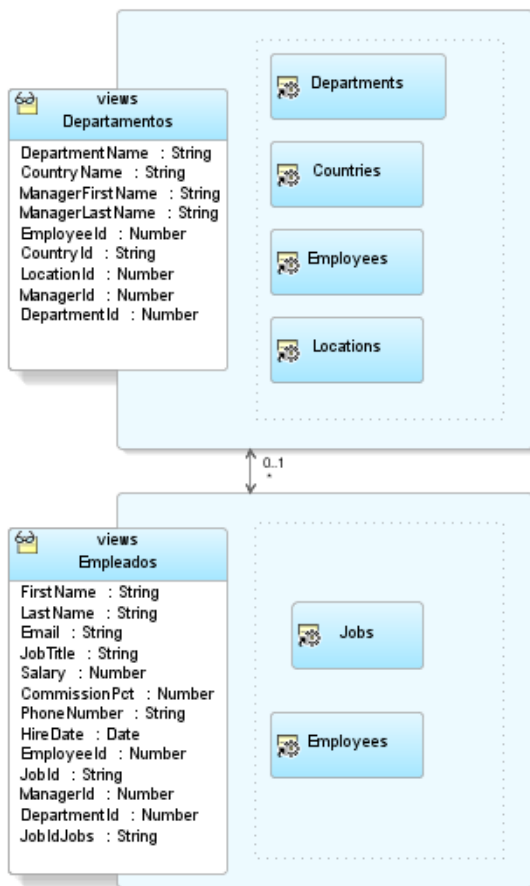 views
Departamentos
DepartmentName : String
CountryName : String
ManagerFirstName : String
ManagerLastName : String
EmployeeId : Number
CountryId : String
LocationId : Number
ManagerId : Number
DepartmentId : Number
Departments
Countries
Employees
Locations
0..1
*
views
Empleados
FirstName : String
LastName : String
Email : String
JobTitle : String
Salary : Number
CommissionPct : Number
PhoneNumber : String
HireDate : Date
EmployeeId : Number
JobId : String
ManagerId : Number
DepartmentId : Number
JobIdJobs : String
Jobs
Employees